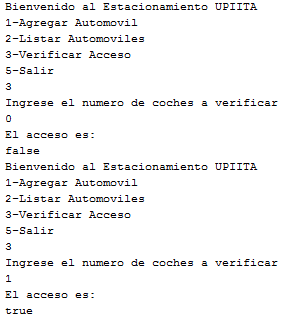 Bienvenido al Estacionamiento UPIITA
1-Agregar Automovil
2-Listar Automoviles
3-Verificar Acceso
5-Salir
3
Ingrese el numero de coches a verificar
0
El acceso es:
false
Bienvenido al Estacionamiento UPIITA
1-Agregar Automovil
2-Listar Automoviles
3-Verificar Acceso
5-Salir
3
Ingrese el numero de coches a verificar
1
El acceso es:
true